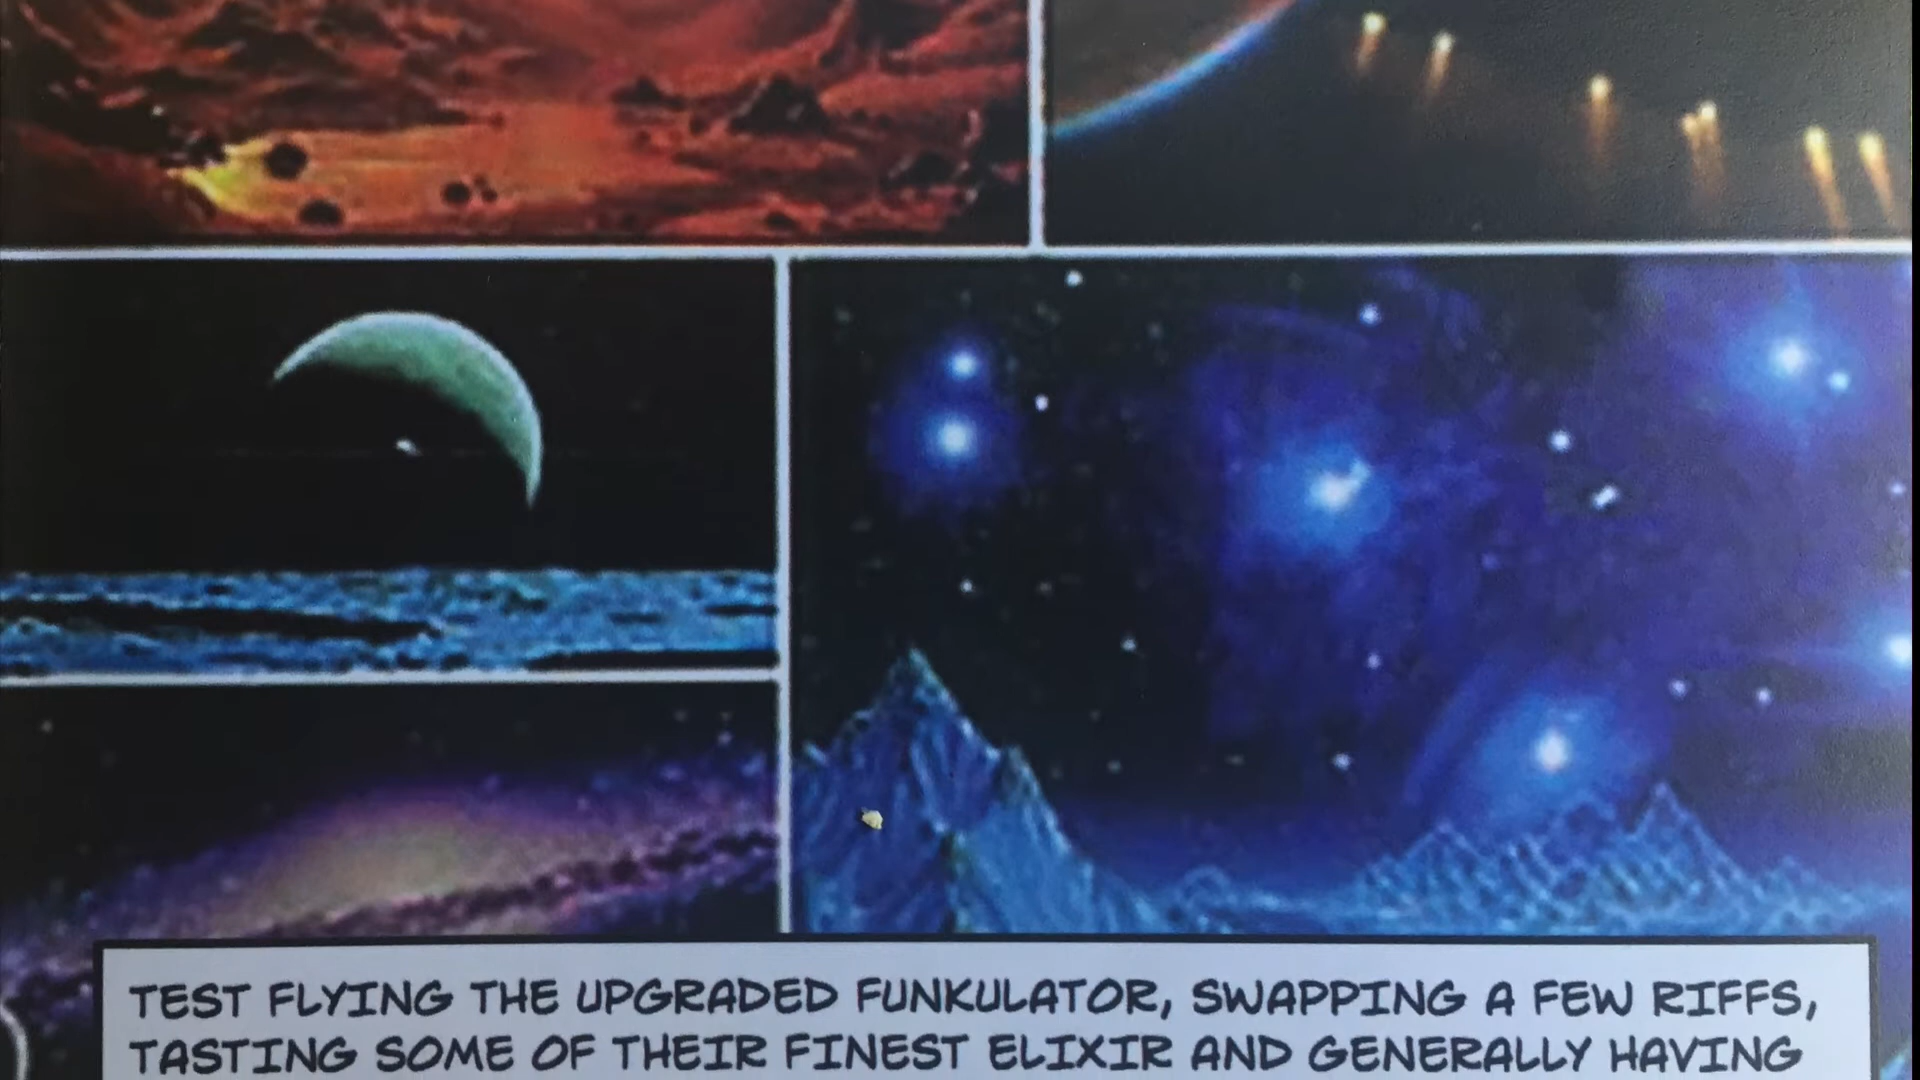 TEST FLYING THE UPGRADED FUNKULATOR, SWAPPING A FEW RIFFS,
TASTING SOME OF THEIR FINEST ELIXIR AND GENERALLY HAVING